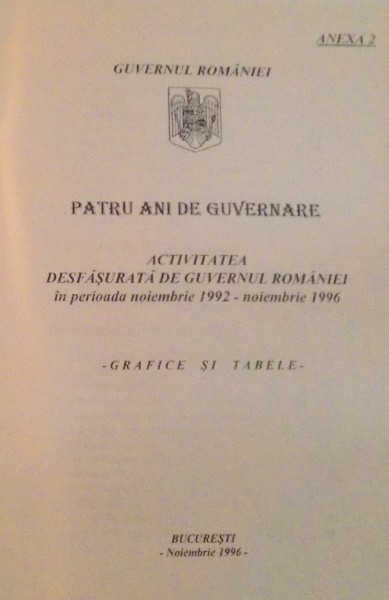 ANEXA 2
GUVERNUL ROMÂNIEI
PATRU ANI DE GUVERNARE
ACTIVITATEA
DESFĂŞURATĂ DE GUVERNUL ROMÂNIEI
în perioada noiembrie 1992 - noiembrie 1996
- GRAFICE ŞI TABELE -
BUCUREŞTI
- Noiembrie 1996 -